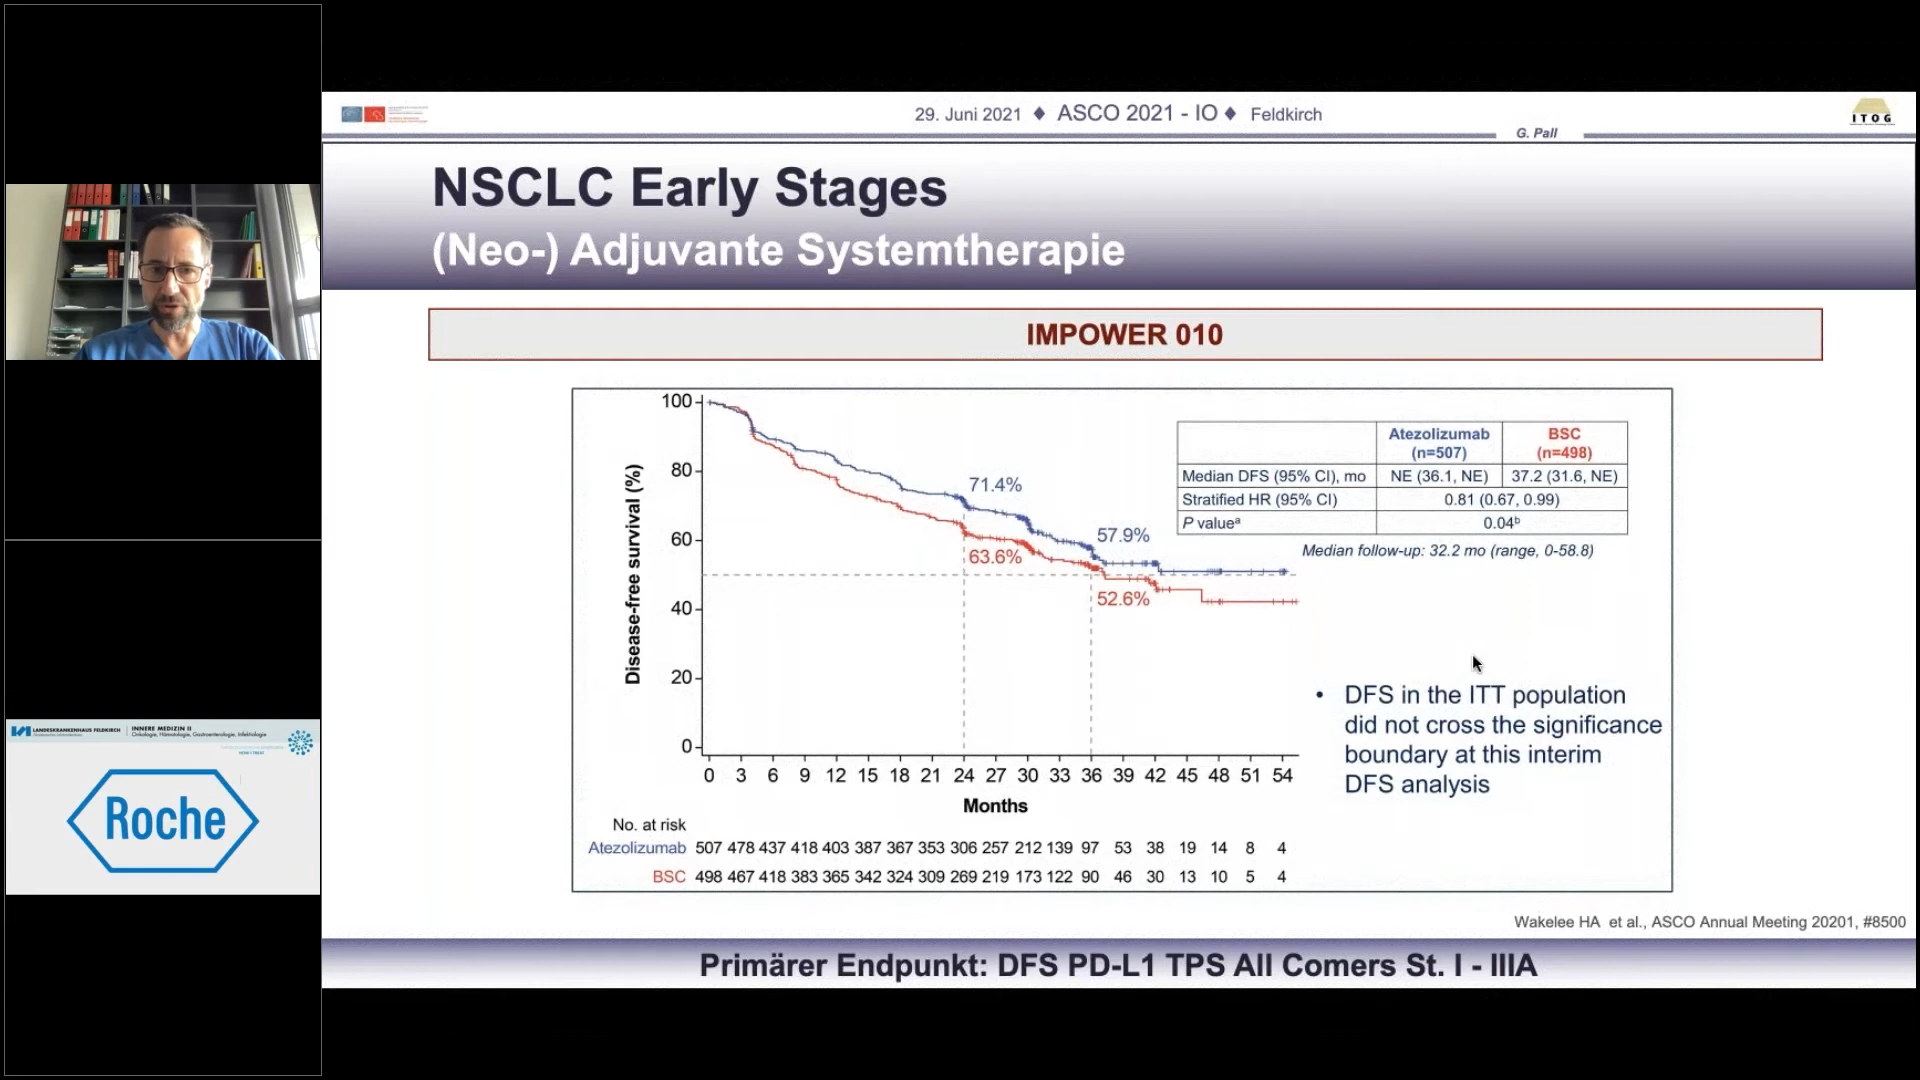 29. Juni 2021 ♦ ASCO 2021 - IO ♦ Feldkirch
ITOG
G. Pall
NSCLC Early Stages
(Neo-) Adjuvante Systemtherapie
IMPOWER 010
Disease-free survival (%)
100
80
60
40
20
0
71.4%
63.6%
57.9%
52.6%
0 3 6 9 12 15 18 21 24 27 30 33 36 39 42 45 48 51 54
Months
Atezolizumab (n=507) BSC (n=498)
Median DFS (95% CI), mo NE (36.1, NE) 37.2 (31.6, NE)
Stratified HR (95% CI) 0.81 (0.67, 0.99)
P valueᵃ 0.04ᵇ
Median follow-up: 32.2 mo (range, 0-58.8)
• DFS in the ITT population
did not cross the significance
boundary at this interim
DFS analysis
No. at risk
Atezolizumab 507 478 437 418 403 387 367 353 306 257 212 139 97 53 38 19 14 8 4
BSC 498 467 418 383 365 342 324 309 269 219 173 122 90 46 30 13 10 5 4
Wakelee HA et al., ASCO Annual Meeting 20201, #8500
Primärer Endpunkt: DFS PD-L1 TPS All Comers St. I - IIIA
LANDESKRANKENHAUS FELDKIRCH
INNERE MEDIZIN II
Onkologie, Hämatologie, Gastroenterologie, Infektiologie
Roche